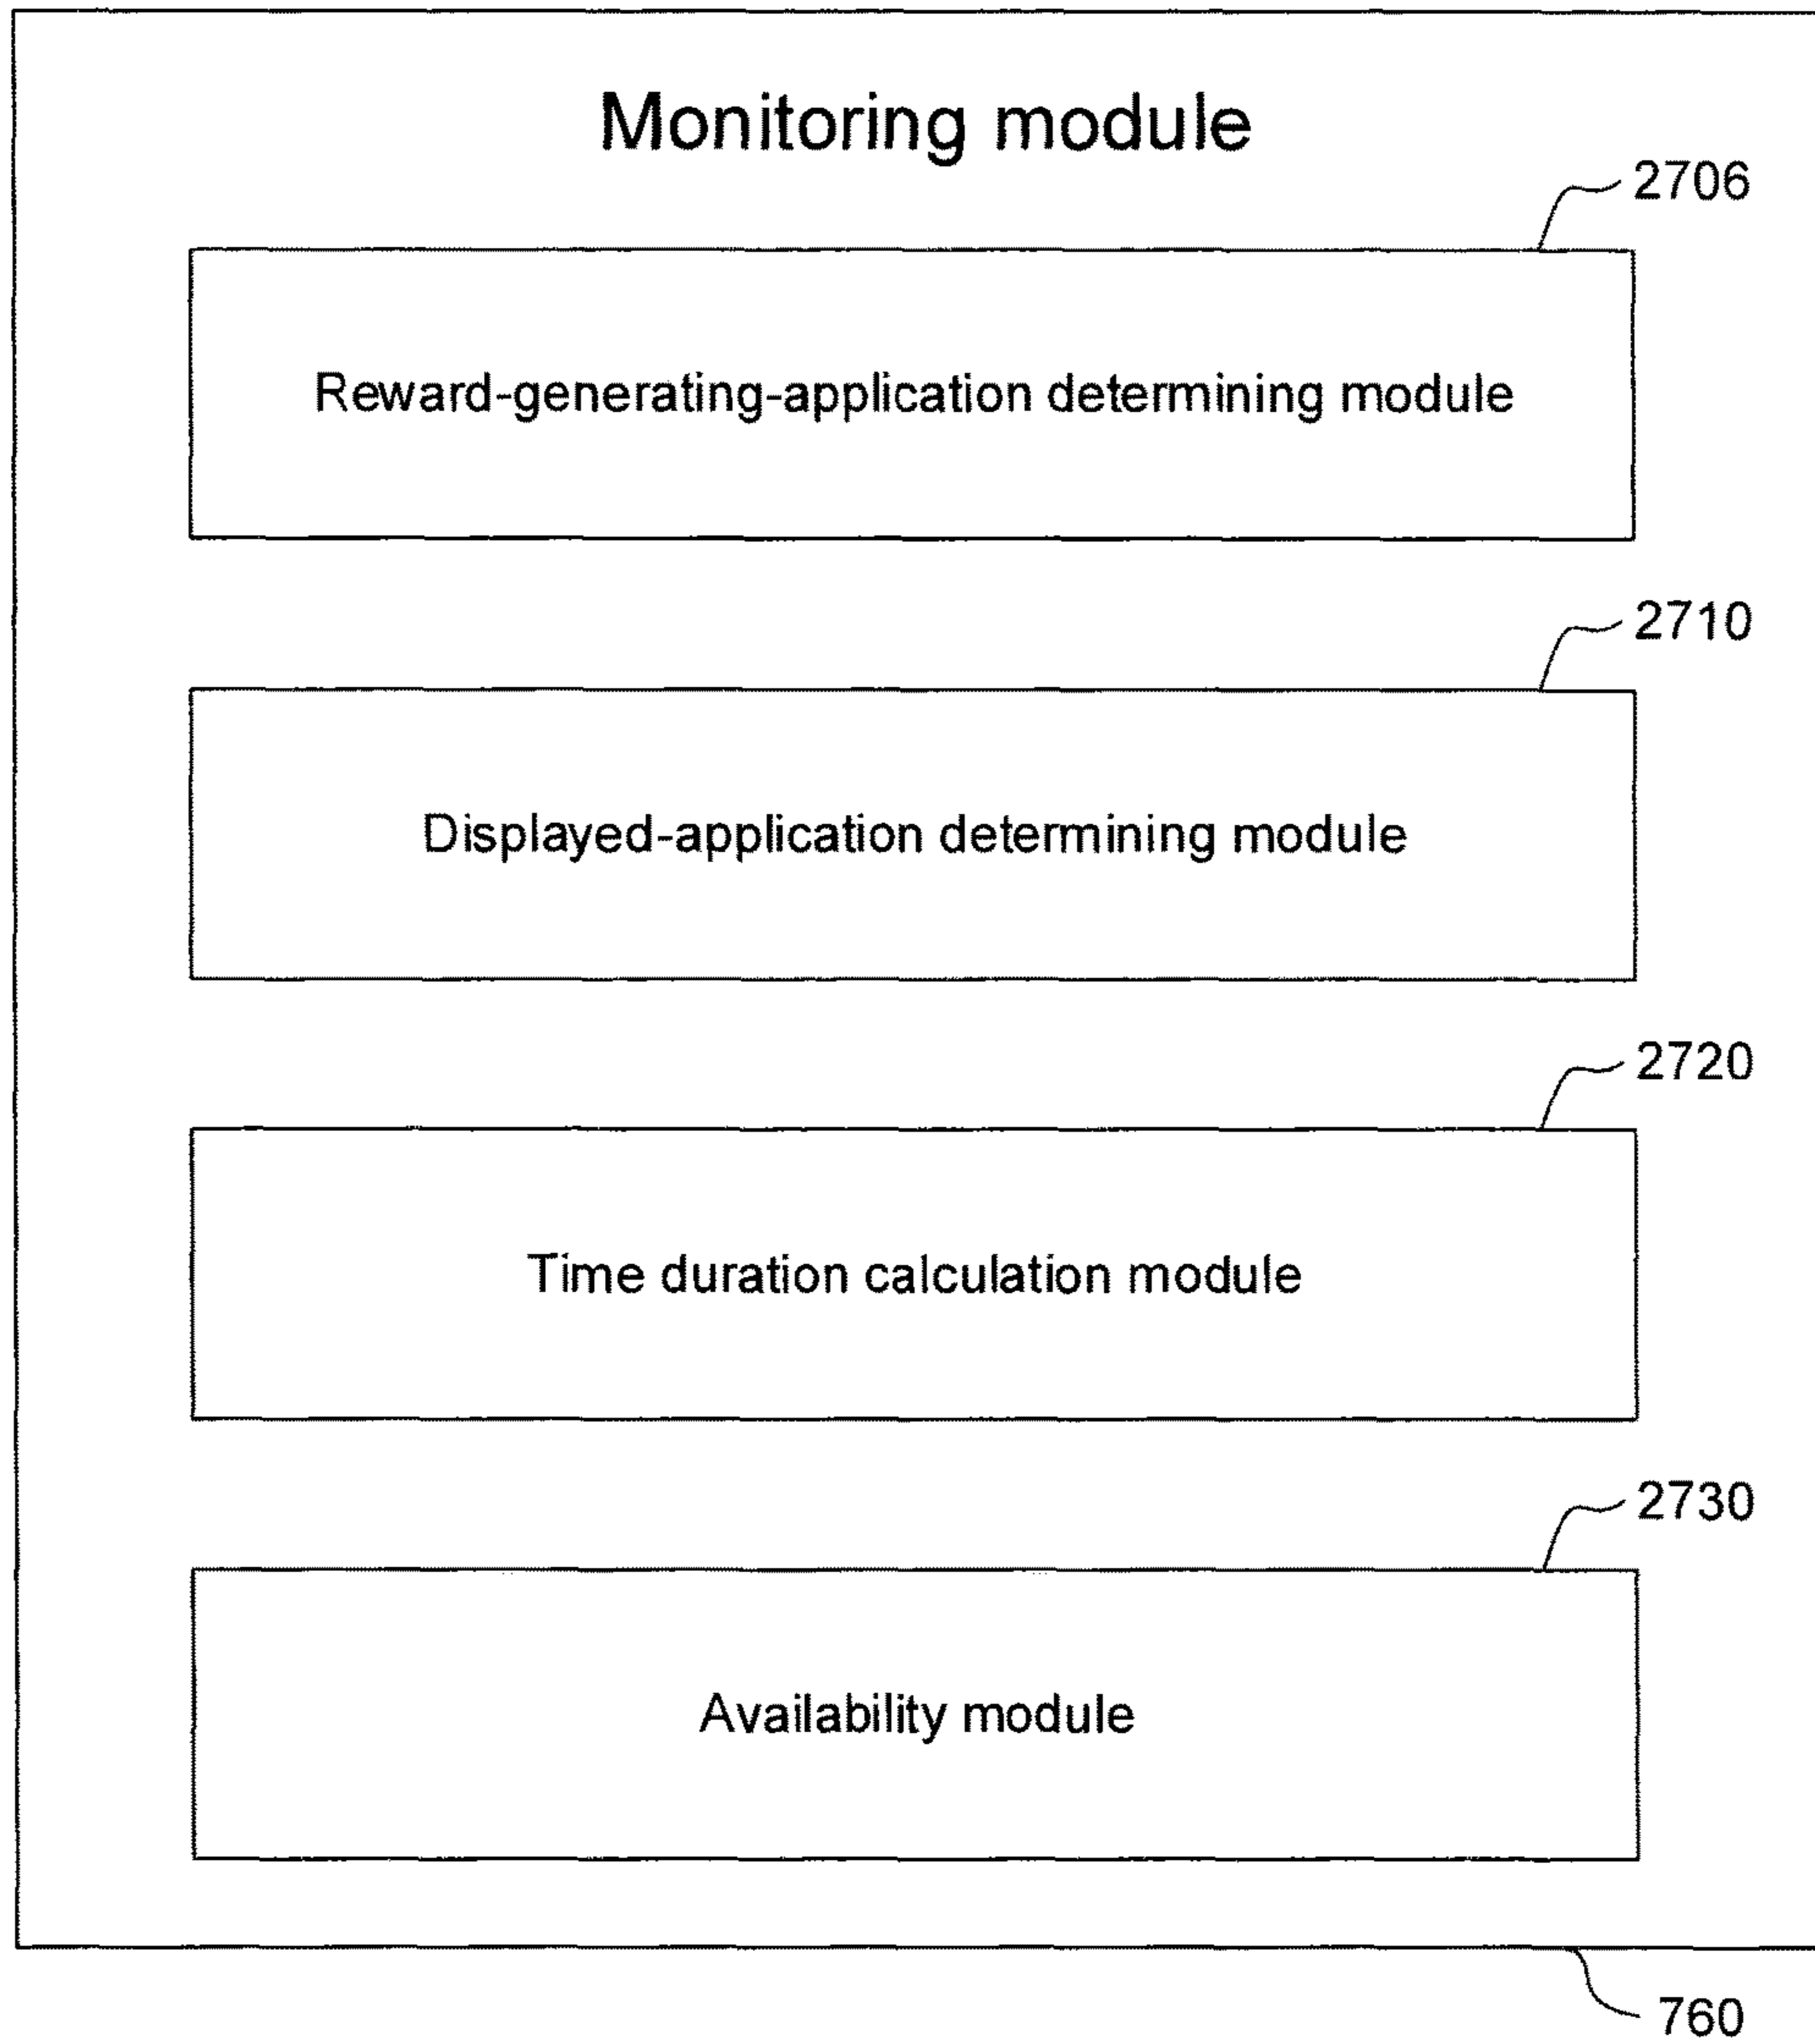 Monitoring module
2706
Reward-generating-application determining module
2710
Displayed-application determining module
2720
Time duration calculation module
2730
Availability module
760